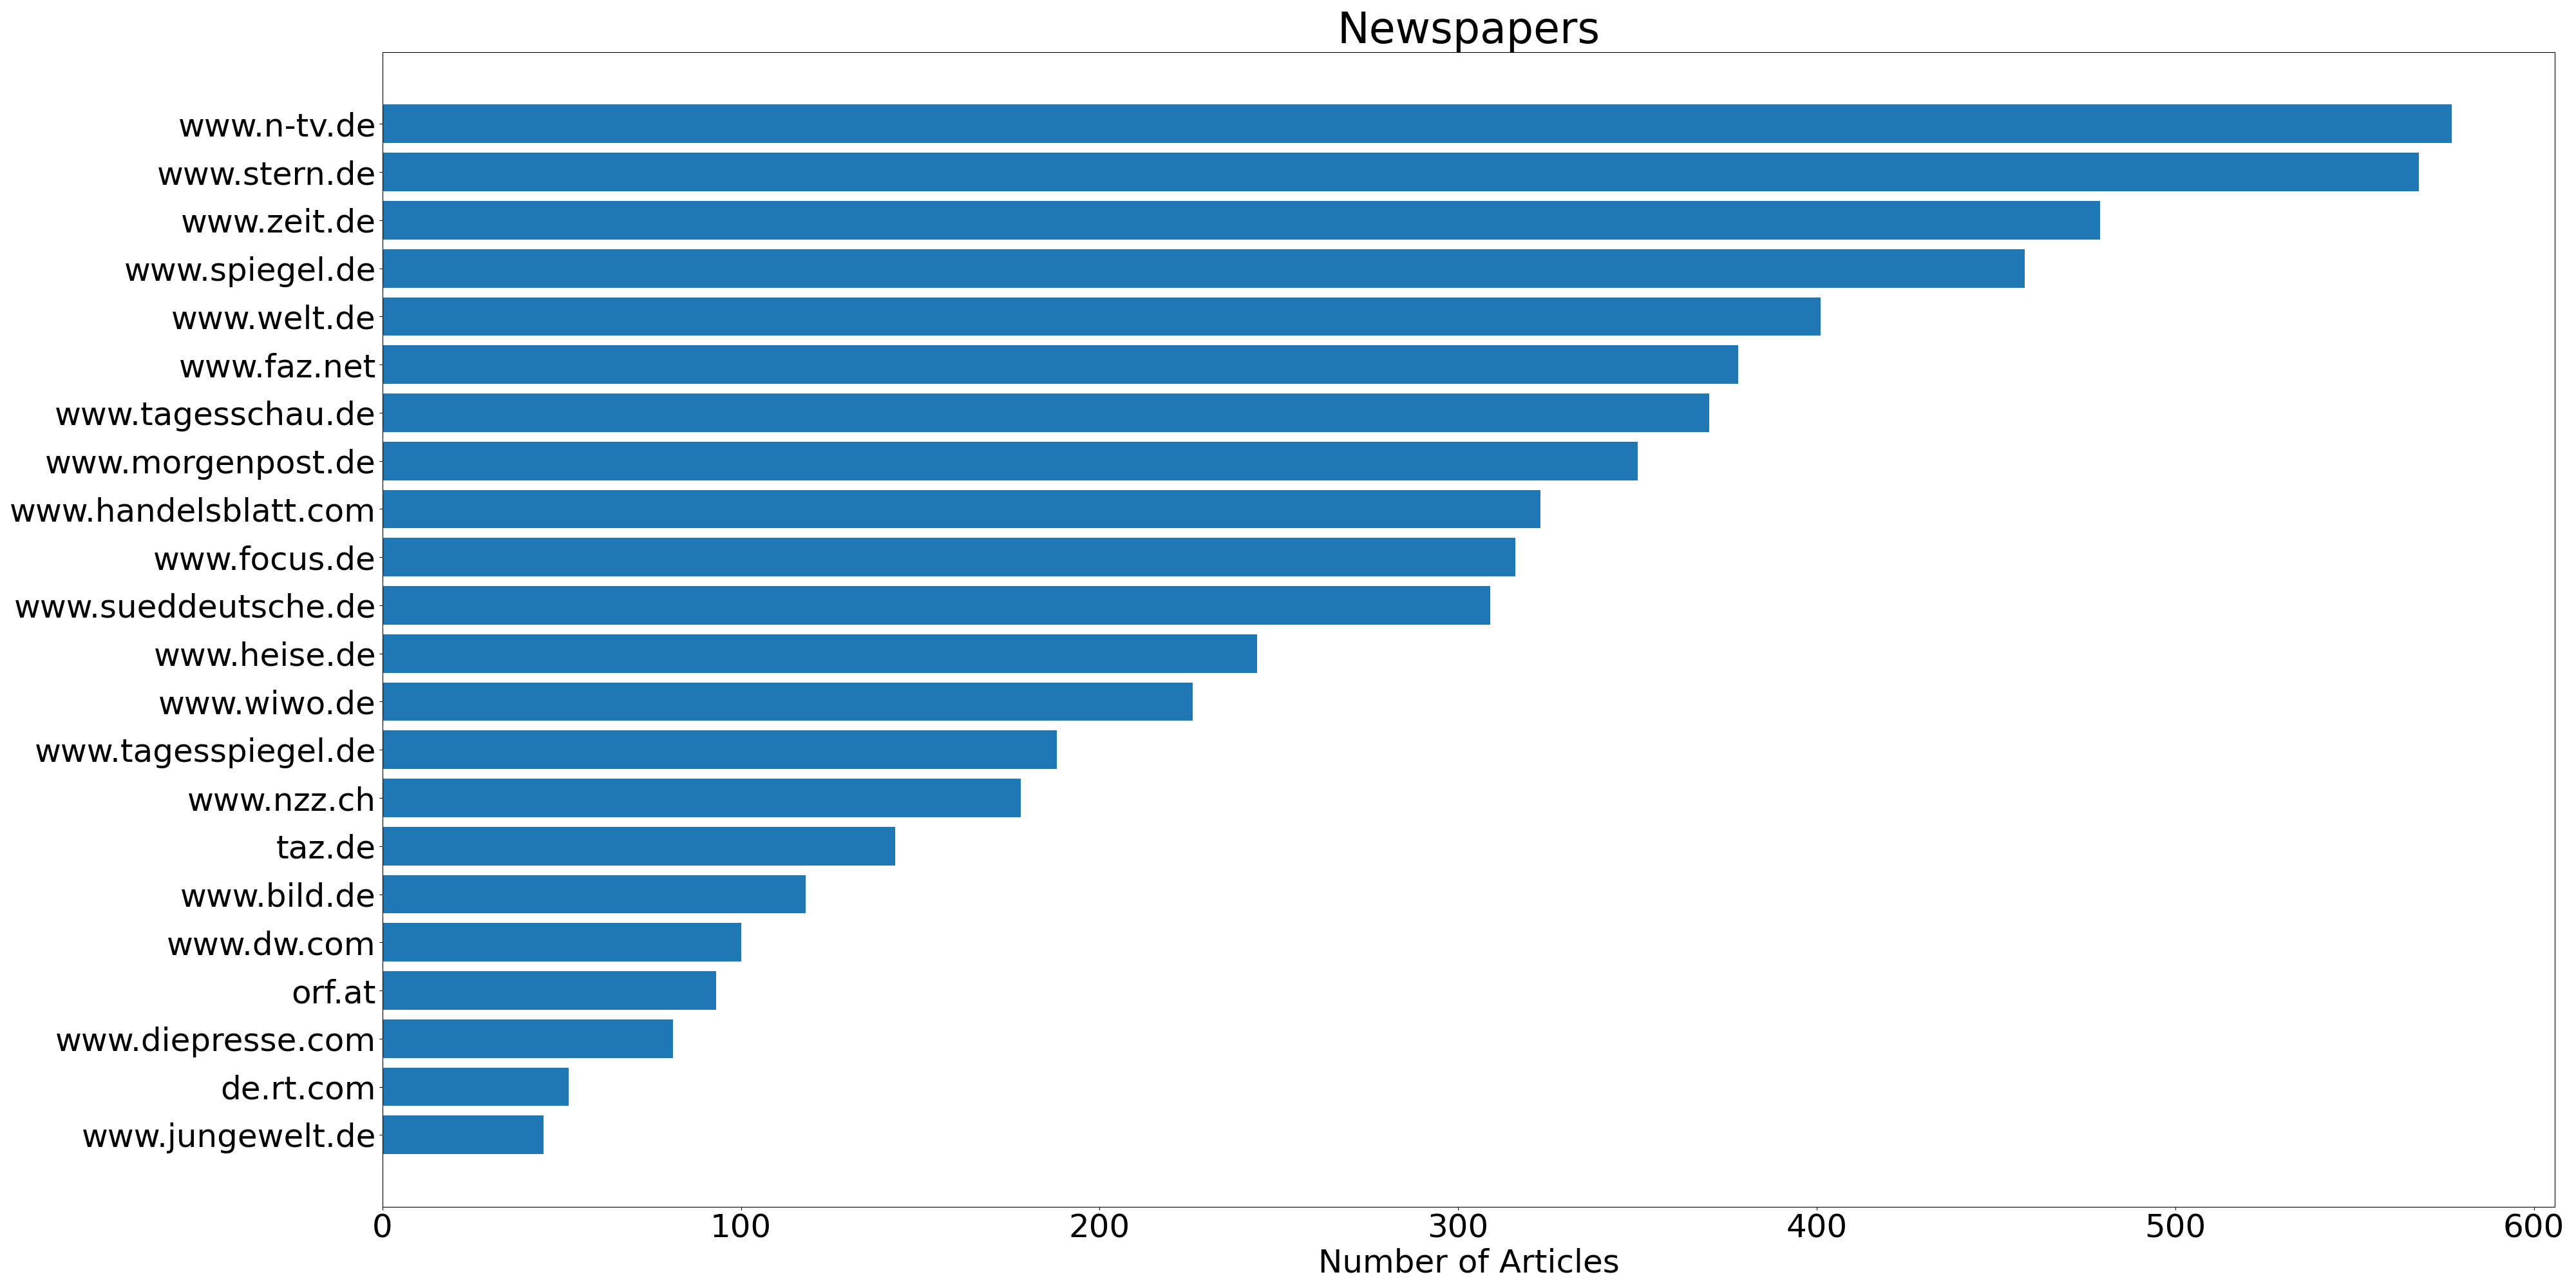 Newspapers
www.n-tv.de
www.stern.de
www.zeit.de
www.spiegel.de
www.welt.de
www.faz.net
www.tagesschau.de
www.morgenpost.de
www.handelsblatt.com
www.focus.de
www.sueddeutsche.de
www.heise.de
www.wiwo.de
www.tagesspiegel.de
www.nzz.ch
taz.de
www.bild.de
www.dw.com
orf.at
www.diepresse.com
de.rt.com
www.jungewelt.de
0 100 200 300 400 500 600
Number of Articles